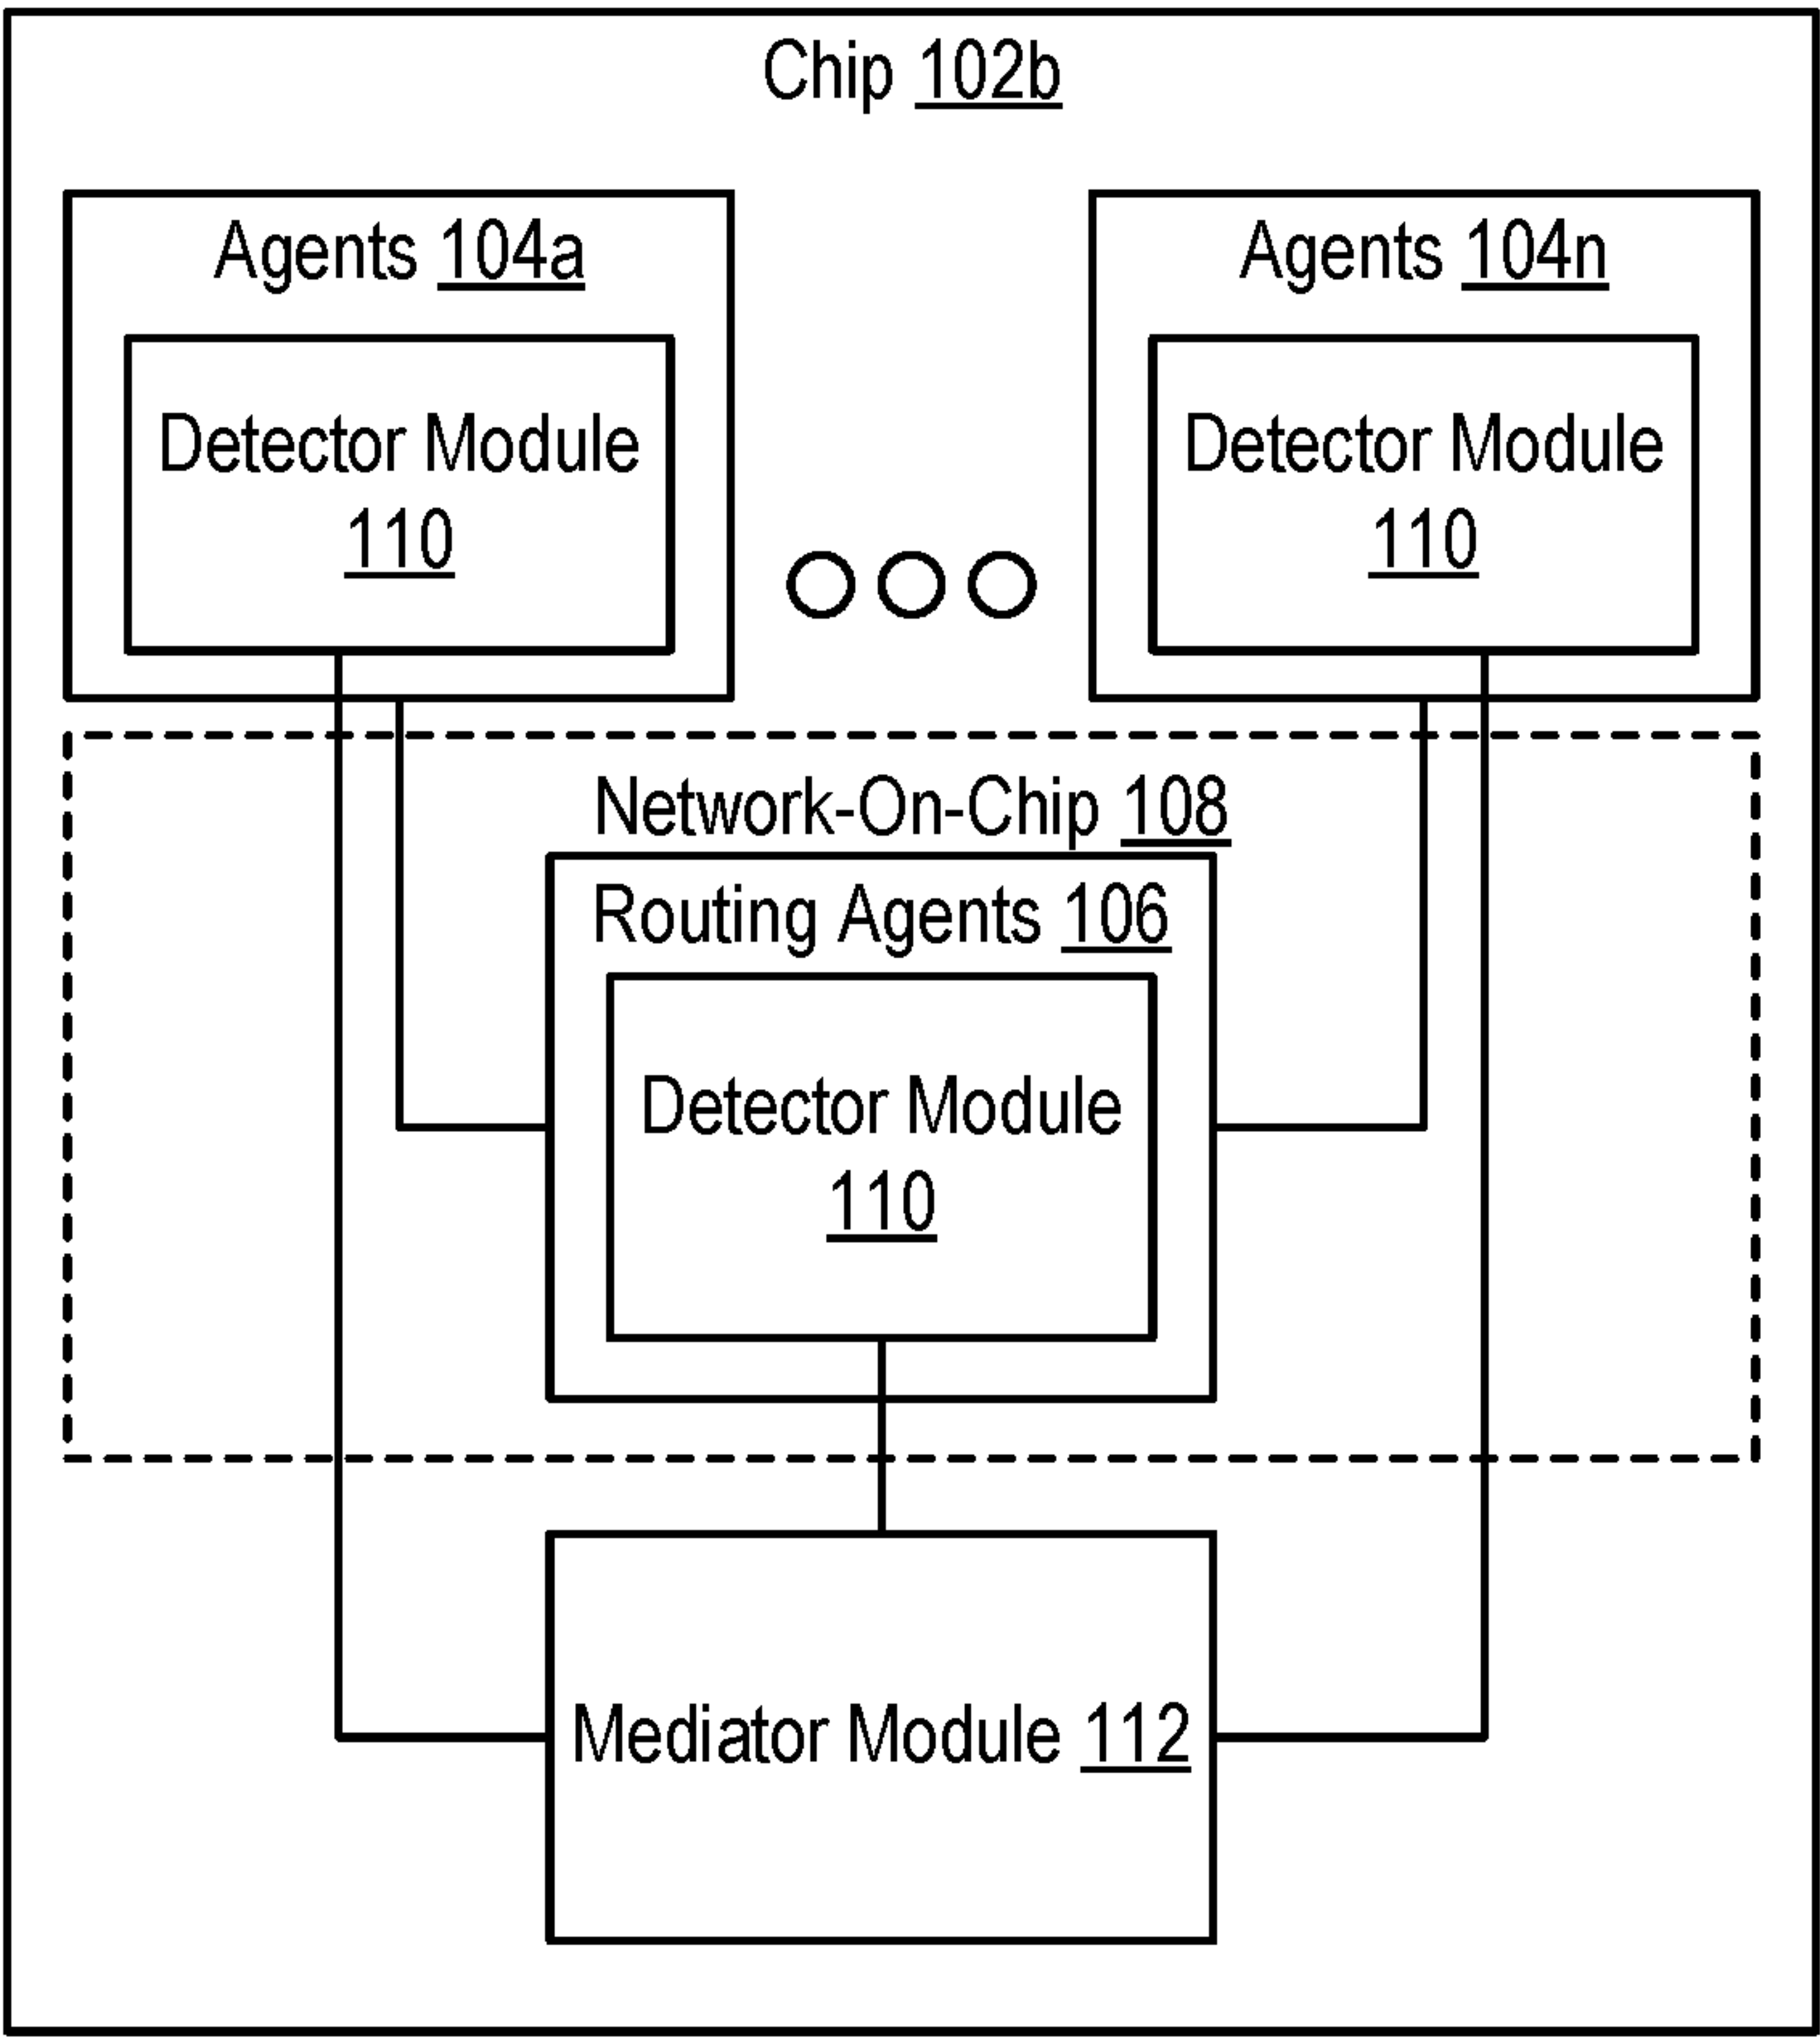 Chip 102b
Agents 104a
Detector Module
110
Agents 104n
Detector Module
110
Network-On-Chip 108
Routing Agents 106
Detector Module
110
Mediator Module 112